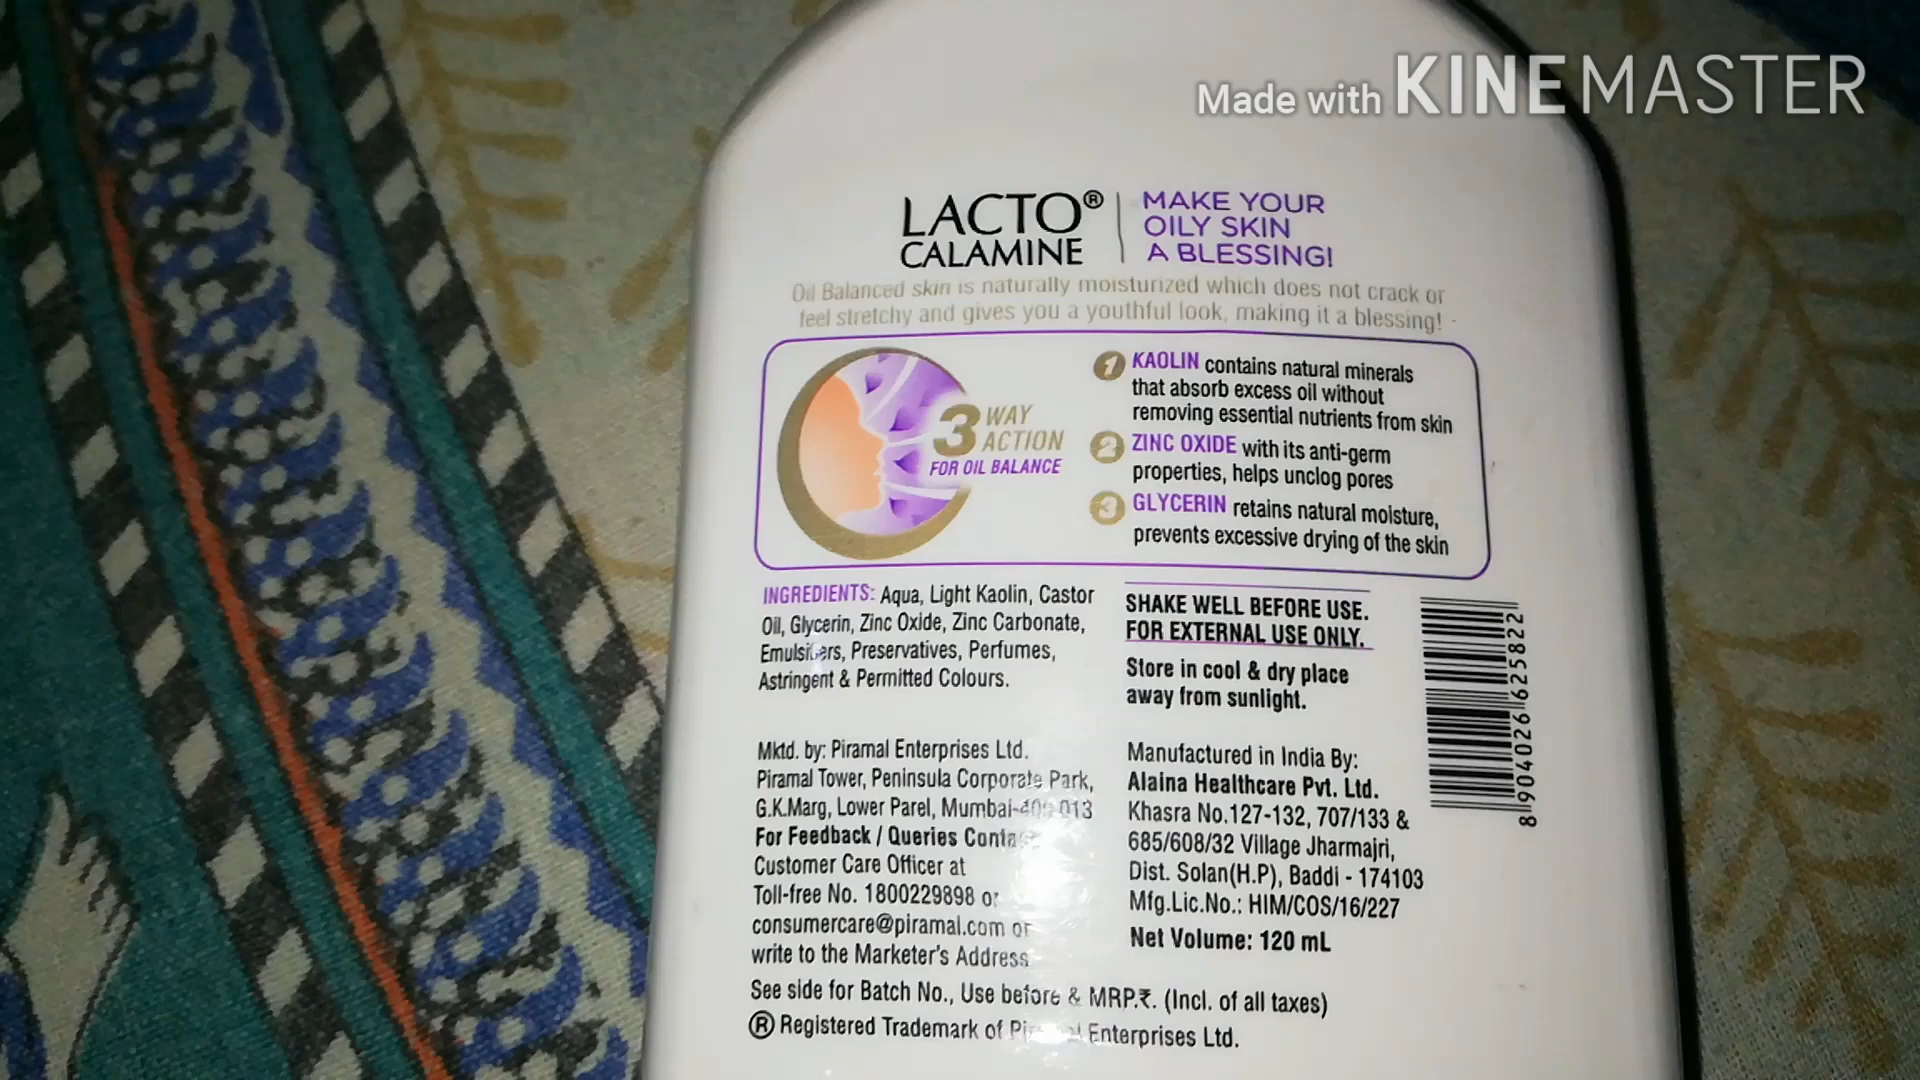 Made with KINEMASTER
LACTO®
CALAMINE
MAKE YOUR
OILY SKIN
A BLESSING!
Oil Balanced skin is naturally moisturized which does not crack or
feel stretchy and gives you a youthful look, making it a blessing!
3 WAY
ACTION
FOR OIL BALANCE
1 KAOLIN contains natural minerals
that absorb excess oil without
removing essential nutrients from skin
2 ZINC OXIDE with its anti-germ
properties, helps unclog pores
3 GLYCERIN retains natural moisture,
prevents excessive drying of the skin
INGREDIENTS: Aqua, Light Kaolin, Castor
Oil, Glycerin, Zinc Oxide, Zinc Carbonate,
Emulsifiers, Preservatives, Perfumes,
Astringent & Permitted Colours.
SHAKE WELL BEFORE USE.
FOR EXTERNAL USE ONLY.
Store in cool & dry place
away from sunlight.
Mktd. by: Piramal Enterprises Ltd.
Piramal Tower, Peninsula Corporate Park,
G.K.Marg, Lower Parel, Mumbai- 013
For Feedback / Queries
Customer Care Officer at
Toll-free No. 1800229898 or
consumercare@piramal.com or
write to the Marketer's Address
Manufactured in India By:
Alaina Healthcare Pvt. Ltd.
Khasra No.127-132, 707/133 &
685/608/32 Village Jharmajri,
Dist. Solan(H.P), Baddi - 174103
Mfg.Lic.No.: HIM/COS/16/227
Net Volume: 120 mL
8 904026 625822
See side for Batch No., Use before & MRP.₹. (Incl. of all taxes)
® Registered Trademark of Piramal Enterprises Ltd.